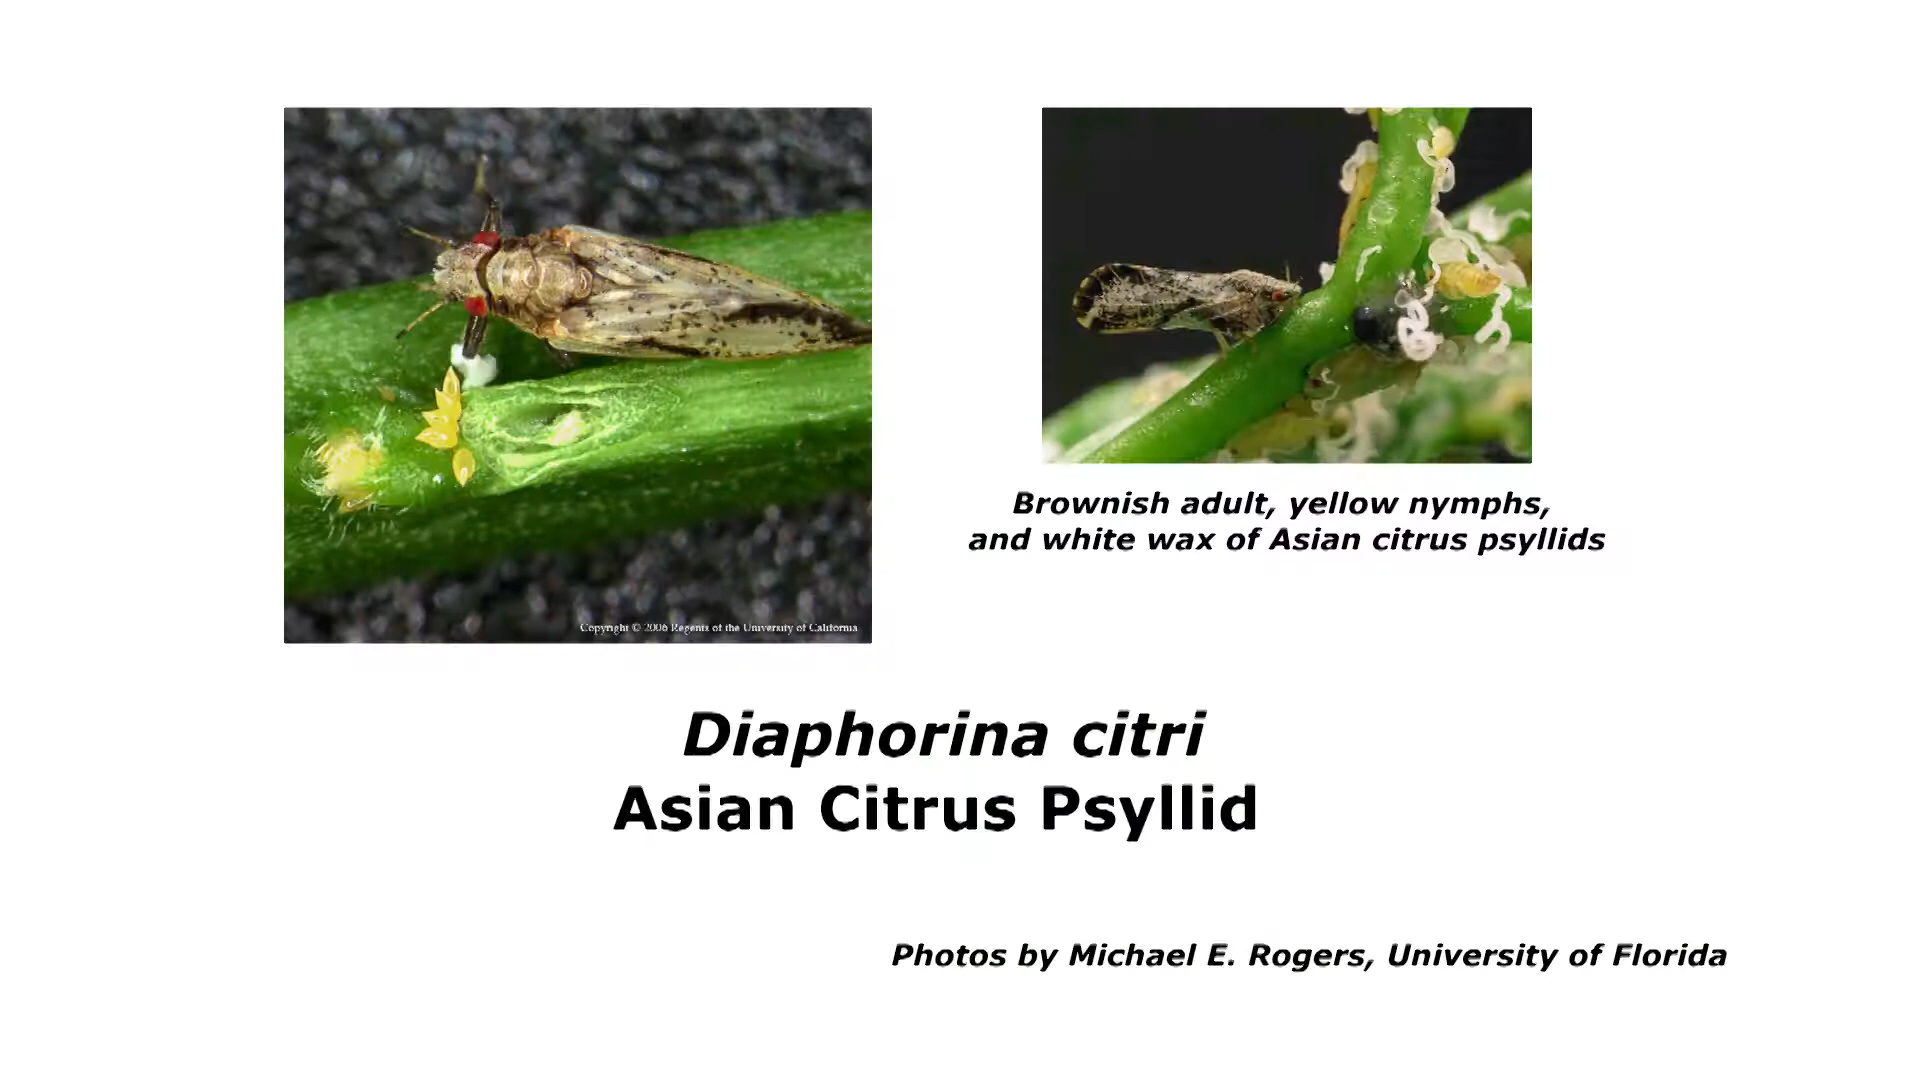 Copyright © 2006 Regents of the University of California
Brownish adult, yellow nymphs,
and white wax of Asian citrus psyllids
Diaphorina citri
Asian Citrus Psyllid
Photos by Michael E. Rogers, University of Florida